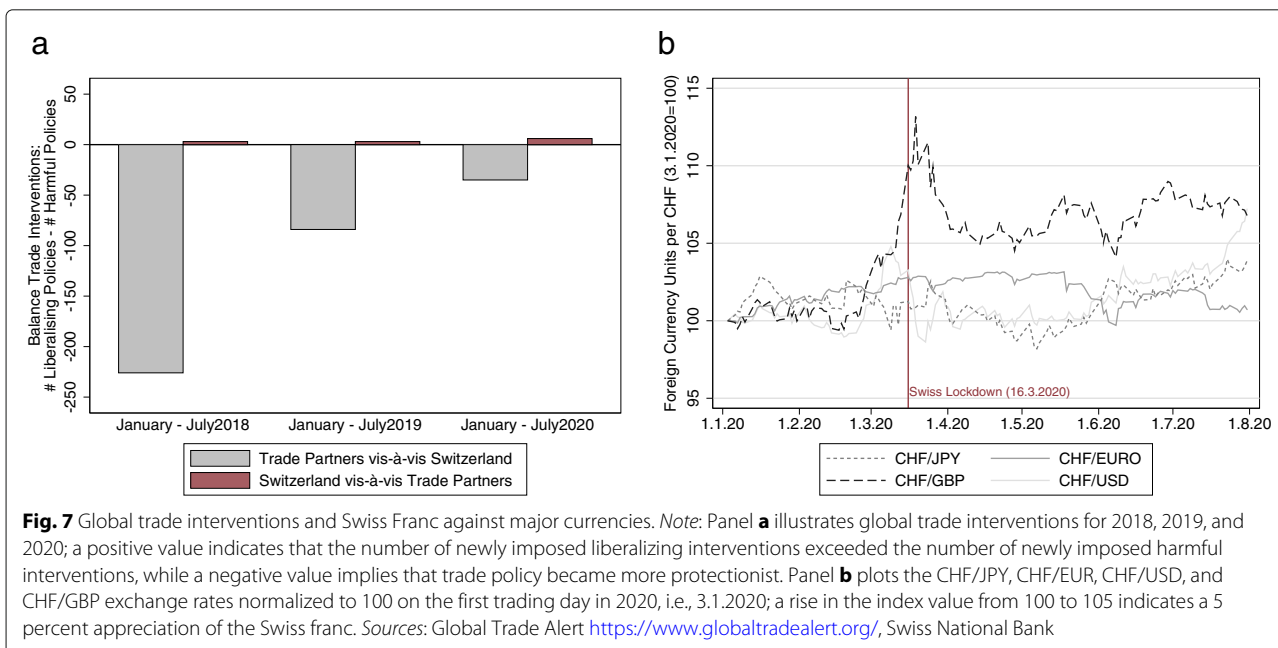 a
Balance Trade Interventions:
# Liberalising Policies - # Harmful Policies
50
0
-50
-100
-150
-200
-250
January - July2018
January - July2019
January - July2020
Trade Partners vis-à-vis Switzerland
Switzerland vis-à-vis Trade Partners
b
Foreign Currency Units per CHF (3.1.2020=100)
115
110
105
100
95
Swiss Lockdown (16.3.2020)
1.1.20
1.2.20
1.3.20
1.4.20
1.5.20
1.6.20
1.7.20
1.8.20
CHF/JPY
CHF/EURO
CHF/GBP
CHF/USD
Fig. 7 Global trade interventions and Swiss Franc against major currencies. Note: Panel a illustrates global trade interventions for 2018, 2019, and
2020; a positive value indicates that the number of newly imposed liberalizing interventions exceeded the number of newly imposed harmful
interventions, while a negative value implies that trade policy became more protectionist. Panel b plots the CHF/JPY, CHF/EUR, CHF/USD, and
CHF/GBP exchange rates normalized to 100 on the first trading day in 2020, i.e., 3.1.2020; a rise in the index value from 100 to 105 indicates a 5
percent appreciation of the Swiss franc. Sources: Global Trade Alert https://www.globaltradealert.org/, Swiss National Bank